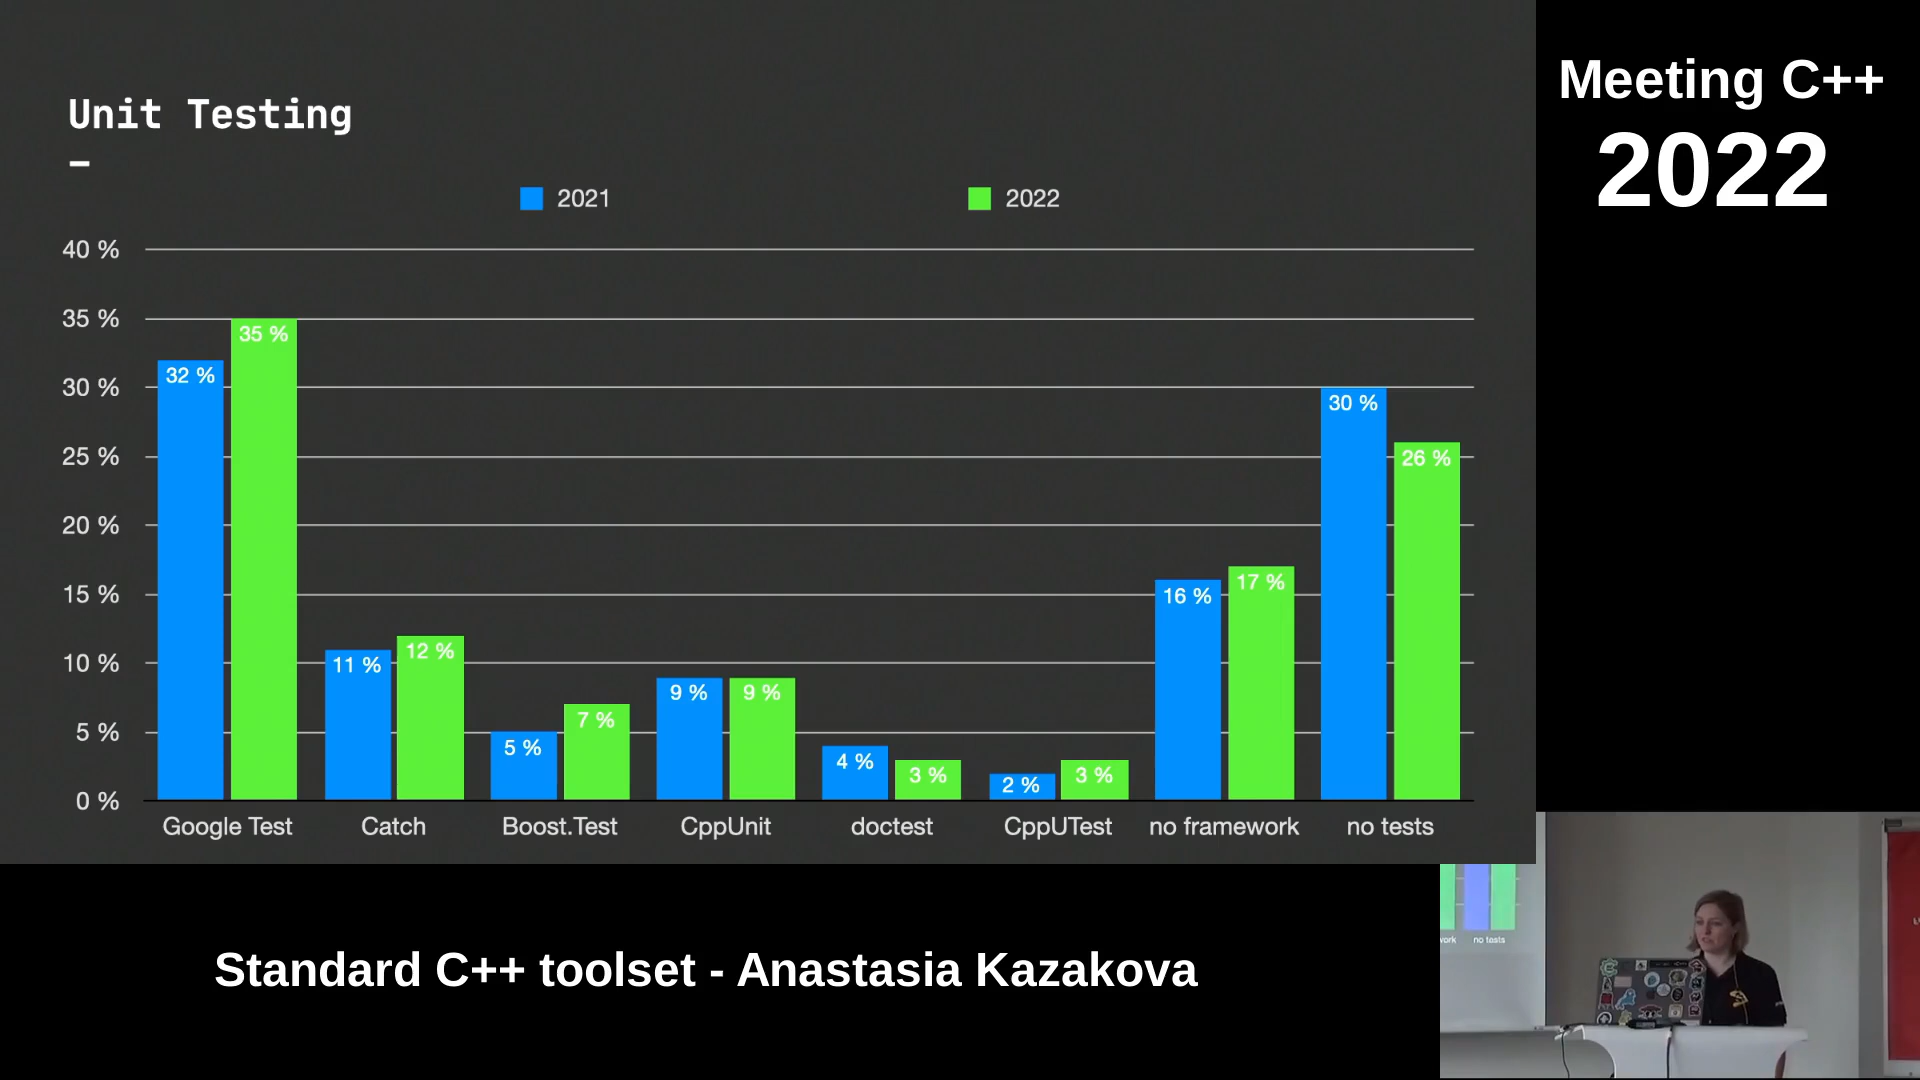 Meeting C++
2022
Unit Testing
–
2021
2022
40 %
35 %
30 %
25 %
20 %
15 %
10 %
5 %
0 %
32 %
35 %
11 %
12 %
5 %
7 %
9 %
9 %
4 %
3 %
2 %
3 %
16 %
17 %
30 %
26 %
Google Test
Catch
Boost.Test
CppUnit
doctest
CppUTest
no framework
no tests
Standard C++ toolset - Anastasia Kazakova
no tests